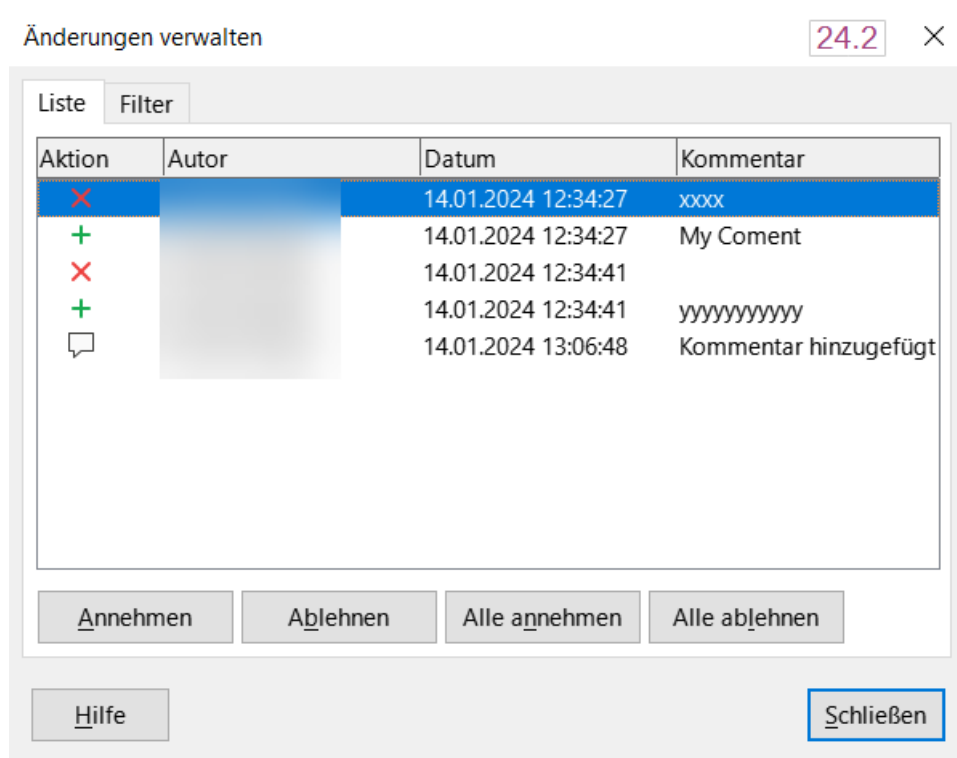 Änderungen verwalten 24.2
Liste Filter
Aktion Autor Datum Kommentar
14.01.2024 12:34:27 xxxx
14.01.2024 12:34:27 My Coment
14.01.2024 12:34:41
14.01.2024 12:34:41 yyyyyyyyyyy
14.01.2024 13:06:48 Kommentar hinzugefügt
Annehmen Ablehnen Alle annehmen Alle ablehnen
Hilfe Schließen